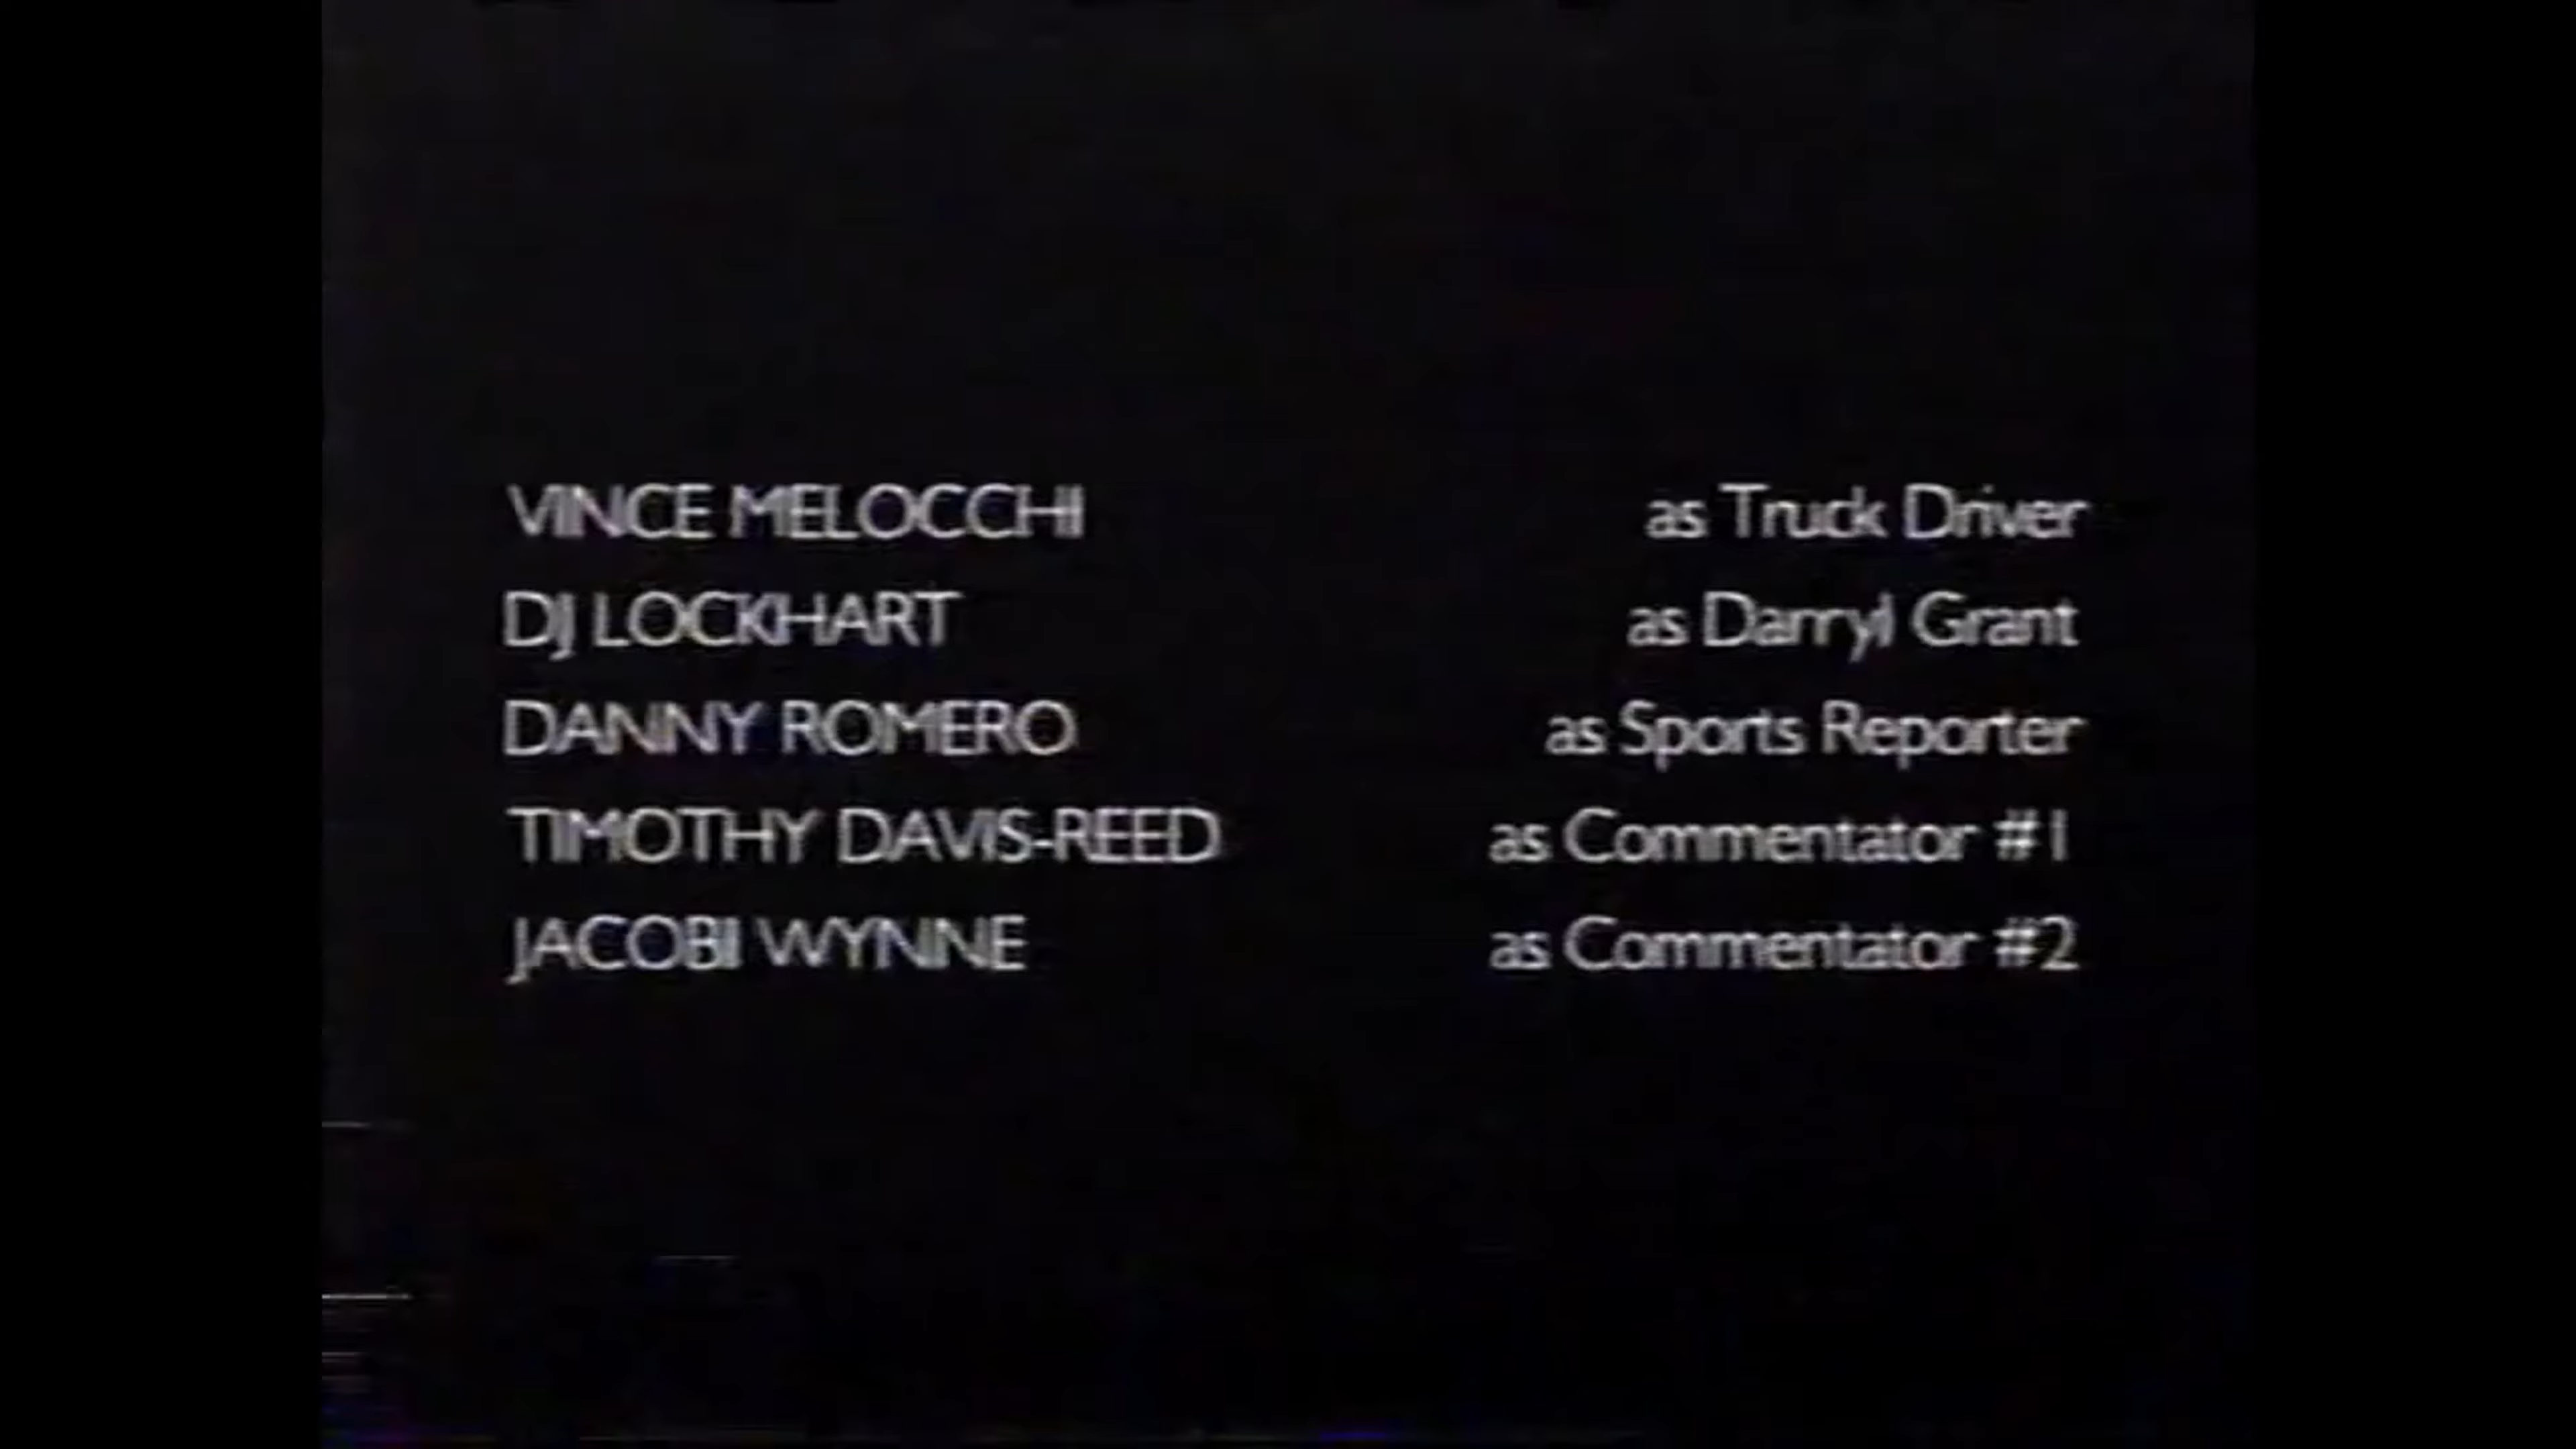 VINCE MELOCCHI as Truck Driver
DJ LOCKHART as Darryl Grant
DANNY ROMERO as Sports Reporter
TIMOTHY DAVIS-REED as Commentator #1
JACOBI WYNNE as Commentator #2